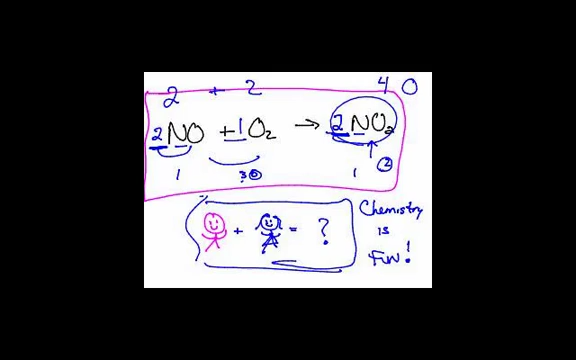 2 + 2 4 O
2NO + 1O₂ → 2NO₂
1 3 1 2
+ = ?
Chemistry
is
Fun!